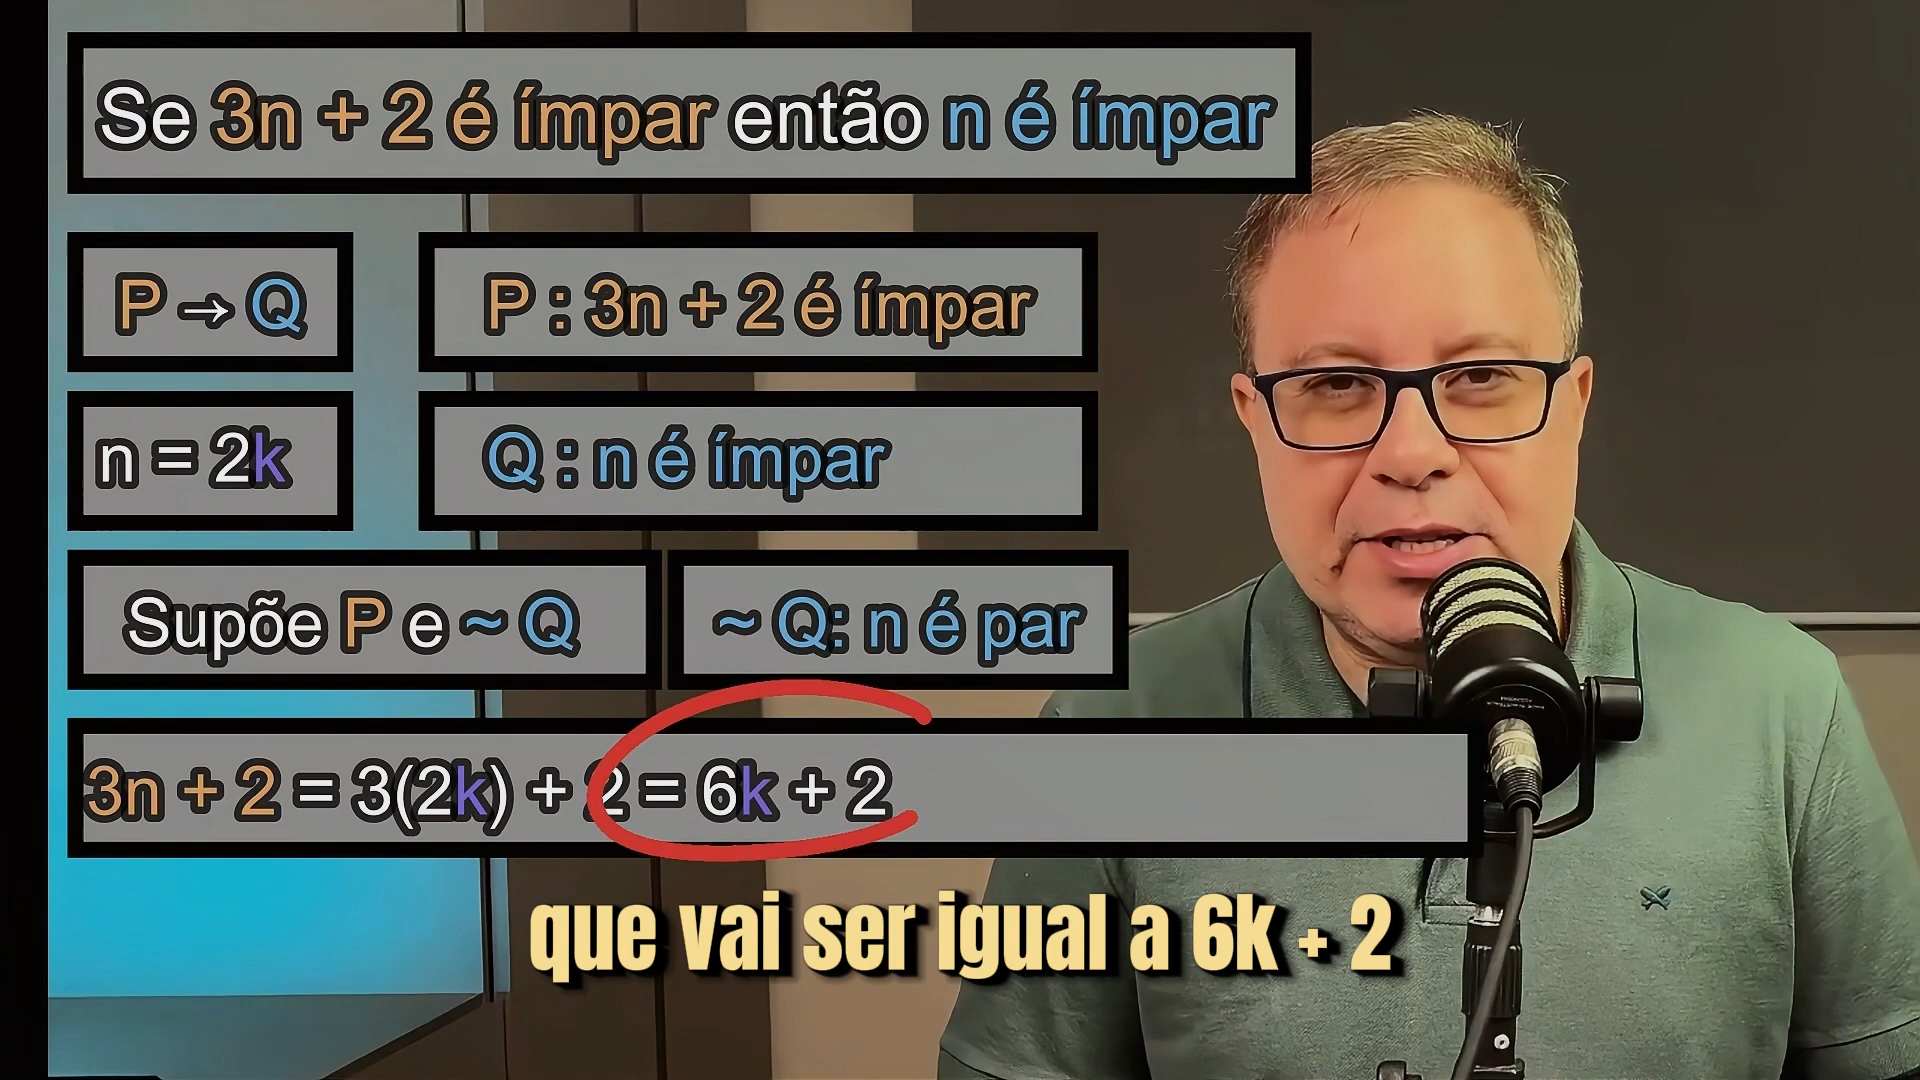 Se 3n + 2 é ímpar então n é ímpar
P → Q
P : 3n + 2 é ímpar
n = 2k
Q : n é ímpar
Supõe P e ~ Q
~ Q: n é par
3n + 2 = 3(2k) + 2 = 6k + 2
que vai ser igual a 6k + 2